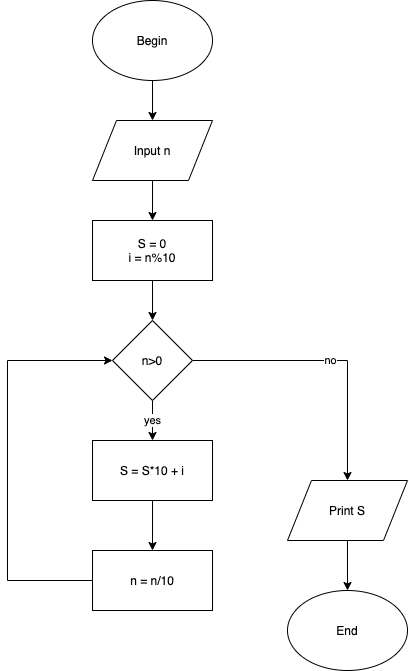 Begin
Input n
S = 0
i = n%10
n>0
no
yes
S = S*10 + i
n = n/10
Print S
End